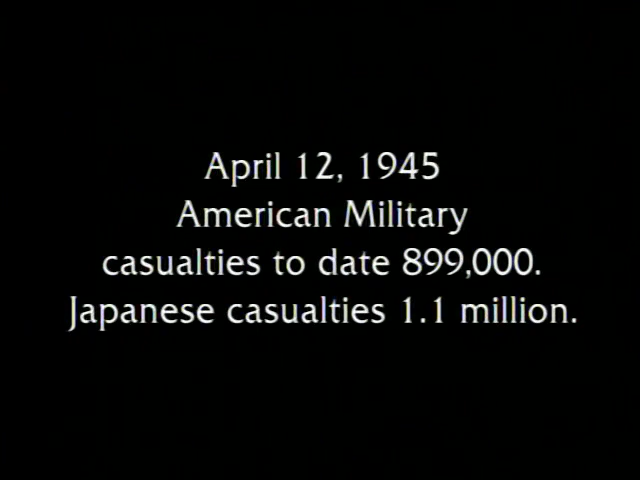 April 12, 1945
American Military
casualties to date 899,000.
Japanese casualties 1.1 million.